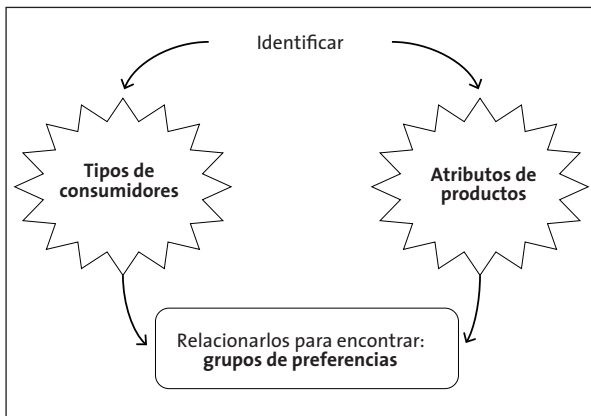 Identificar
Tipos de
consumidores
Atributos de
productos
Relacionarlos para encontrar:
grupos de preferencias